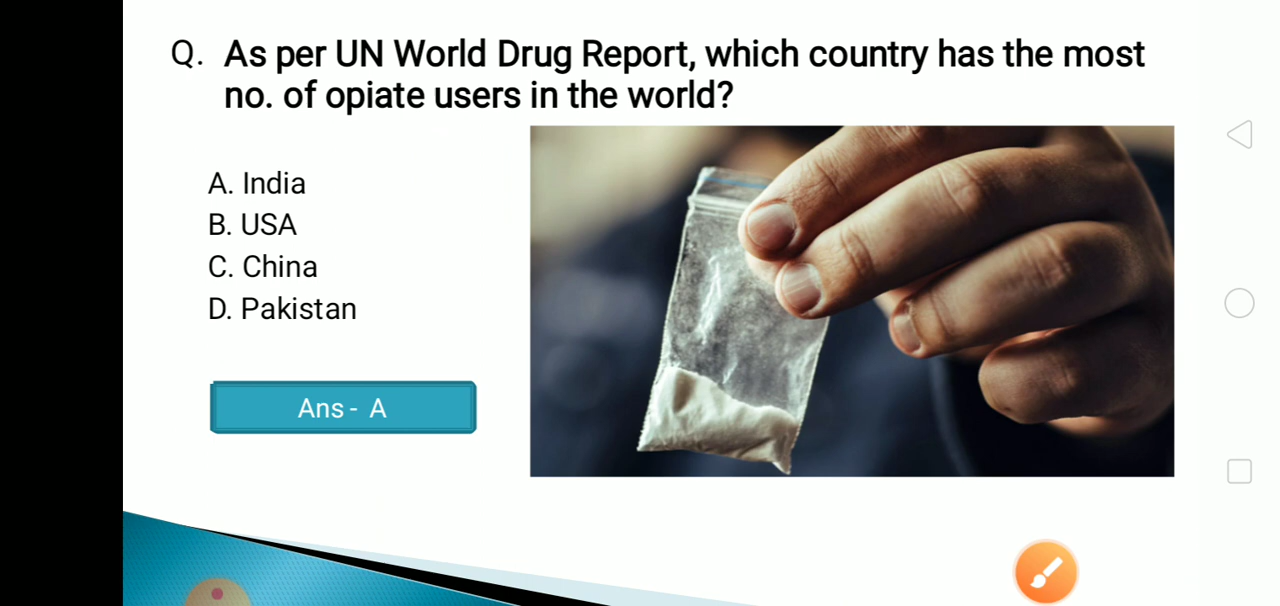 Q. As per UN World Drug Report, which country has the most
no. of opiate users in the world?
A. India
B. USA
C. China
D. Pakistan
Ans - A